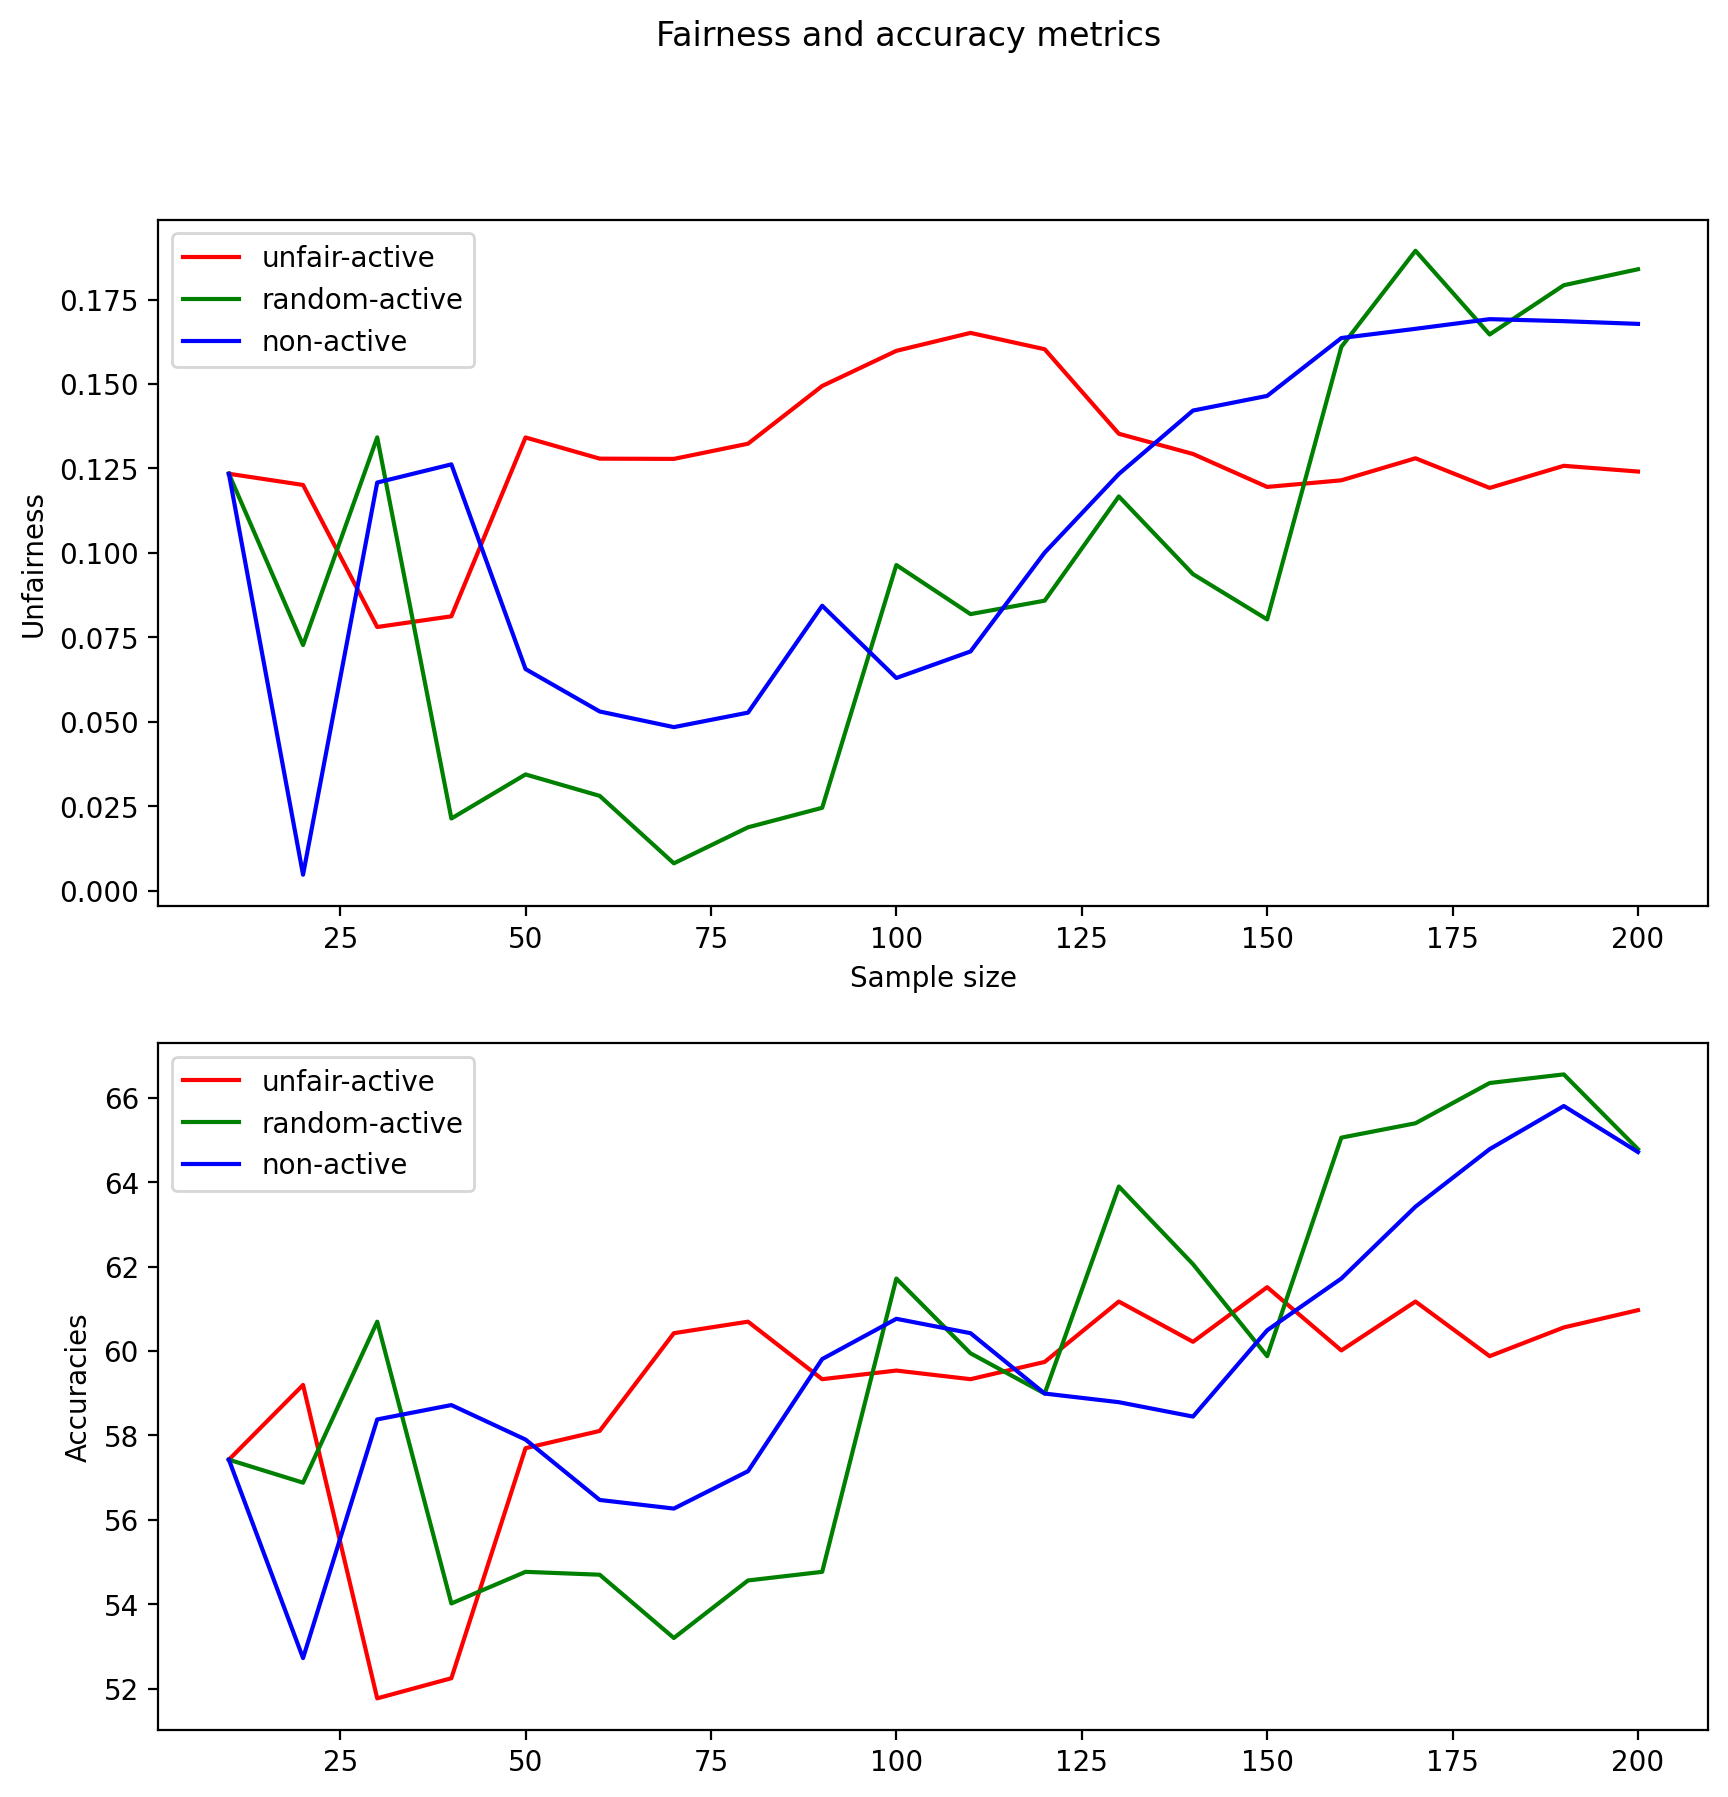 Fairness and accuracy metrics
unfair-active
random-active
non-active
0.175
0.150
0.125
0.100
0.075
0.050
0.025
0.000
Unfairness
25 50 75 100 125 150 175 200
Sample size
unfair-active
random-active
non-active
66
64
62
60
58
56
54
52
Accuracies
25 50 75 100 125 150 175 200